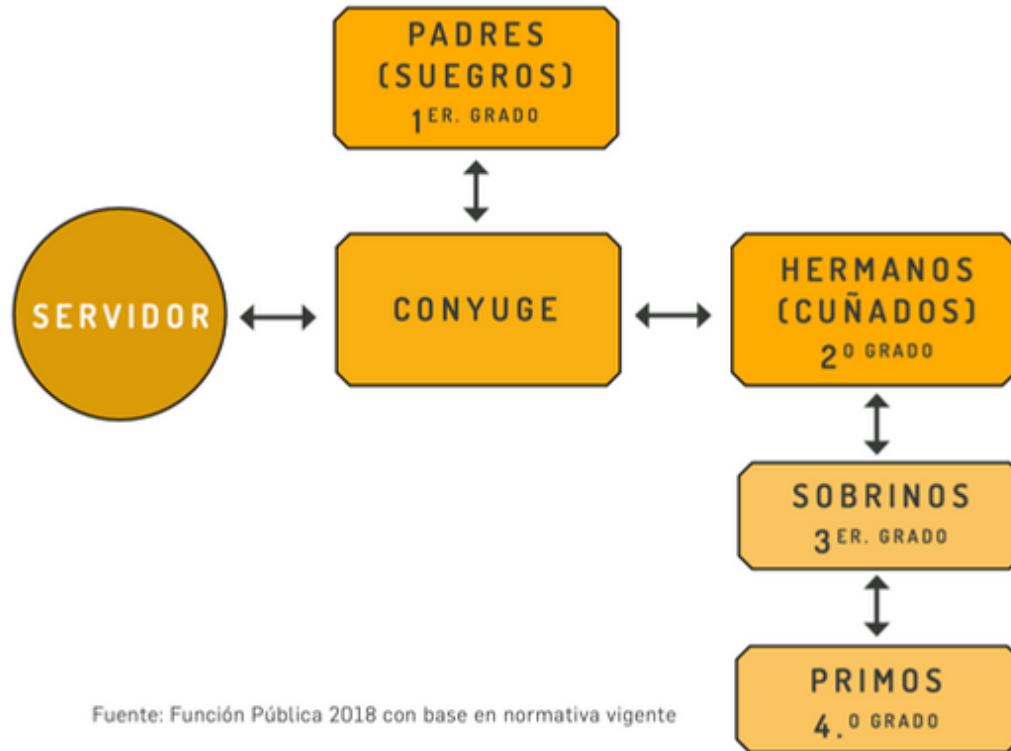 PADRES
(SUEGROS)
1ER. GRADO
SERVIDOR
CONYUGE
HERMANOS
(CUÑADOS)
2O GRADO
SOBRINOS
3ER. GRADO
PRIMOS
4.O GRADO
Fuente: Función Pública 2018 con base en normativa vigente